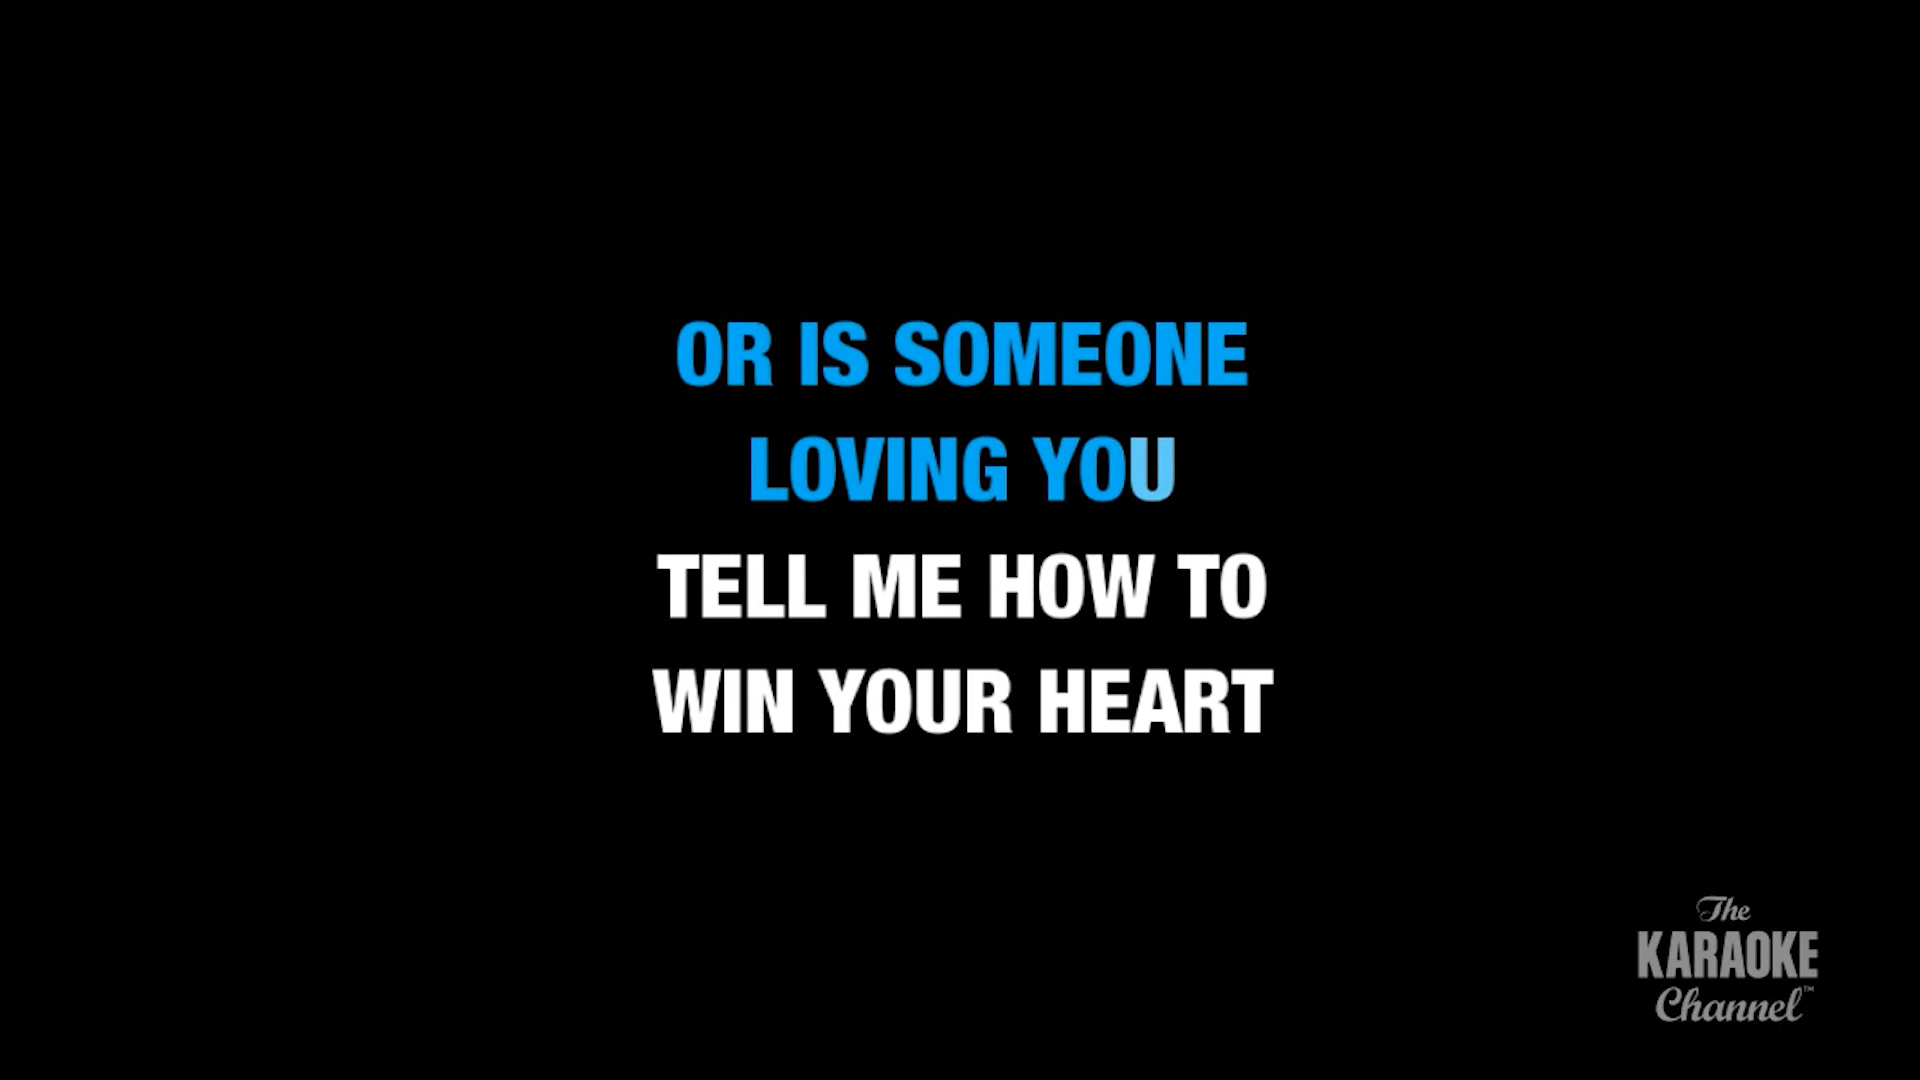 OR IS SOMEONE
LOVING YOU
TELL ME HOW TO
WIN YOUR HEART
The
KARAOKE
Channel™